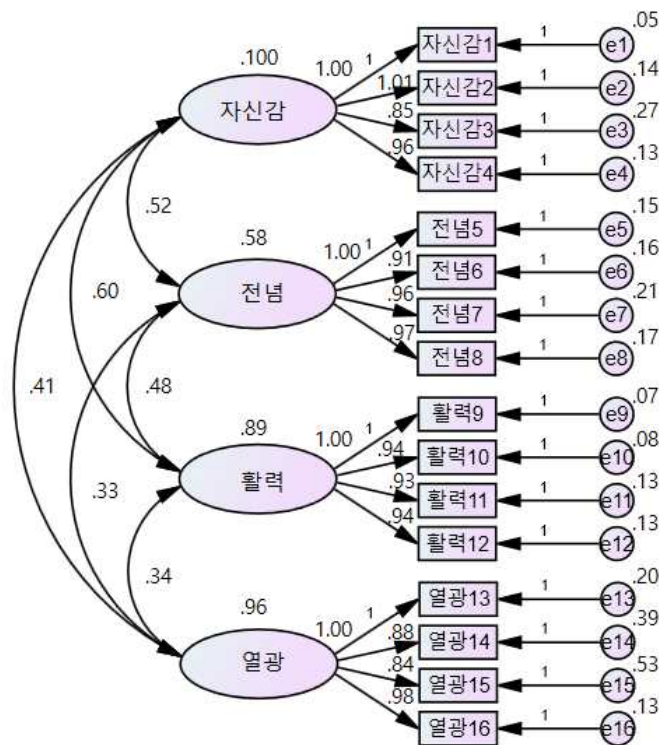 .05
.100
1.00
1
자신감1
1
e1
.14
1.01
자신감2
1
e2
.27
자신감
.85
자신감3
1
e3
.13
.96
자신감4
1
e4
.52
.15
.58
1.00
1
전념5
1
e5
.16
.91
전념6
1
e6
.21
전념
.96
전념7
1
e7
.17
.97
전념8
1
e8
.60
.41
.48
.07
.89
1.00
1
활력9
1
e9
.08
.94
활력10
1
e10
.13
활력
.93
활력11
1
e11
.13
.94
활력12
1
e12
.33
.34
.20
.96
1.00
1
열광13
1
e13
.39
.88
열광14
1
e14
.53
열광
.84
열광15
1
e15
.13
.98
열광16
1
e16